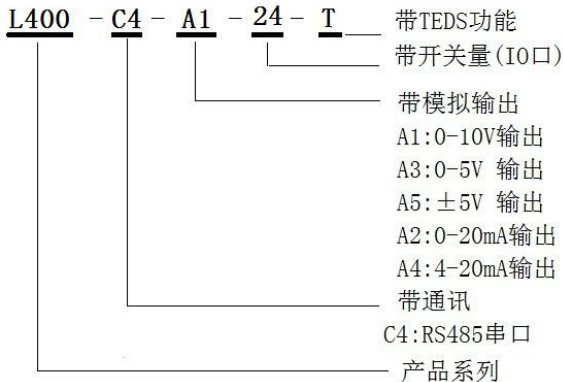 L400 - C4 - A1 - 24 - T
带TEDS功能
带开关量(IO口)
带模拟输出
A1:0-10V输出
A3:0-5V 输出
A5:±5V 输出
A2:0-20mA输出
A4:4-20mA输出
带通讯
C4:RS485串口
产品系列